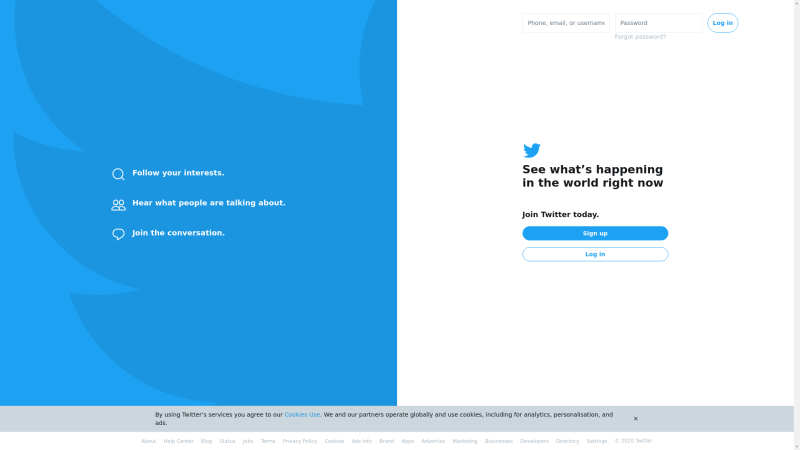 Phone, email, or username
Password
Log in
Forgot password?
Follow your interests.
Hear what people are talking about.
Join the conversation.
See what’s happening
in the world right now
Join Twitter today.
Sign up
Log in
By using Twitter’s services you agree to our Cookies Use. We and our partners operate globally and use cookies, including for analytics, personalisation, and
ads.
About Help Center Blog Status Jobs Terms Privacy Policy Cookies Ads info Brand Apps Advertise Marketing Businesses Developers Directory Settings © 2020 Twitter